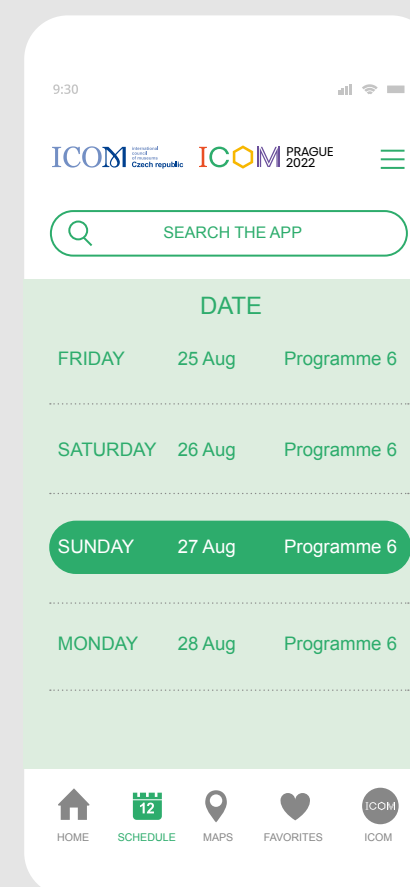 9:30
ICOM international council of museums Czech republic ICOM PRAGUE 2022
SEARCH THE APP
DATE
FRIDAY 25 Aug Programme 6
SATURDAY 26 Aug Programme 6
SUNDAY 27 Aug Programme 6
MONDAY 28 Aug Programme 6
12 ICOM
HOME SCHEDULE MAPS FAVORITES ICOM